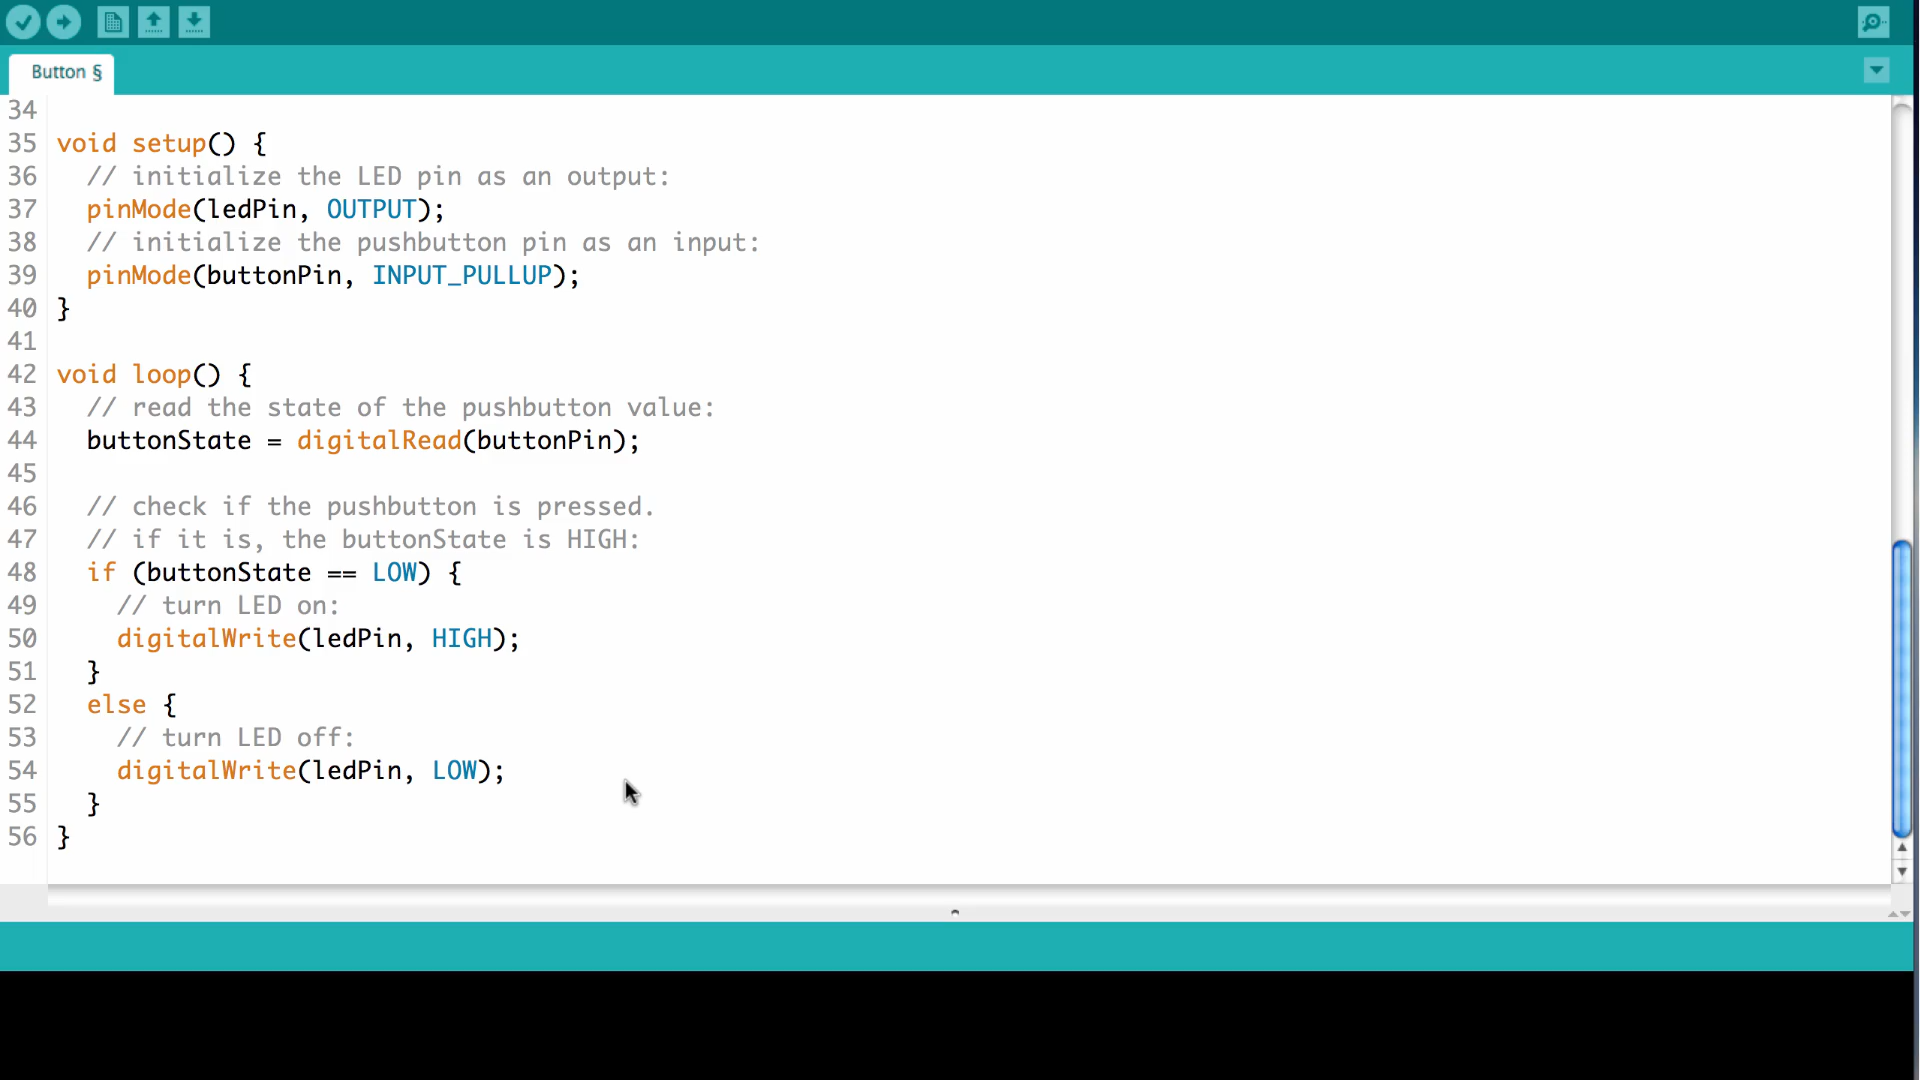 Button §
34
35 void setup() {
36   // initialize the LED pin as an output:
37   pinMode(ledPin, OUTPUT);
38   // initialize the pushbutton pin as an input:
39   pinMode(buttonPin, INPUT_PULLUP);
40 }
41
42 void loop() {
43   // read the state of the pushbutton value:
44   buttonState = digitalRead(buttonPin);
45
46   // check if the pushbutton is pressed.
47   // if it is, the buttonState is HIGH:
48   if (buttonState == LOW) {
49     // turn LED on:
50     digitalWrite(ledPin, HIGH);
51   }
52   else {
53     // turn LED off:
54     digitalWrite(ledPin, LOW);
55   }
56 }